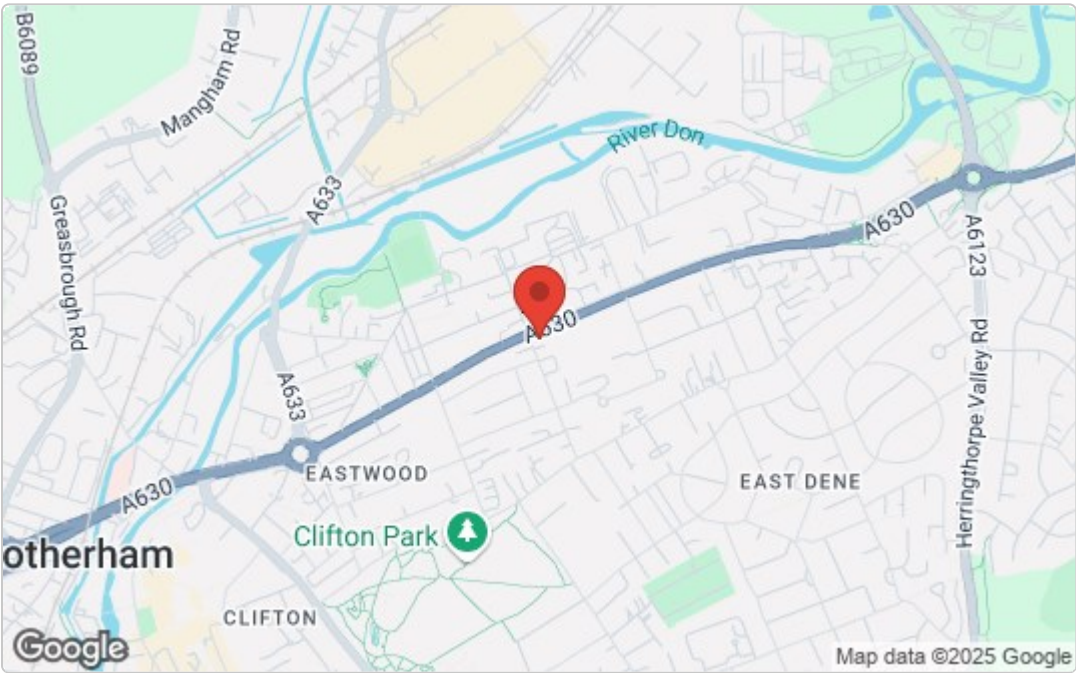 B6089
Mangham Rd
River Don
A633
A630
A6123
Greasbrough Rd
A630
A633
Herringthorpe Valley Rd
EASTWOOD
EAST DENE
A630
Clifton Park
otherham
CLIFTON
Google
Map data ©2025 Google